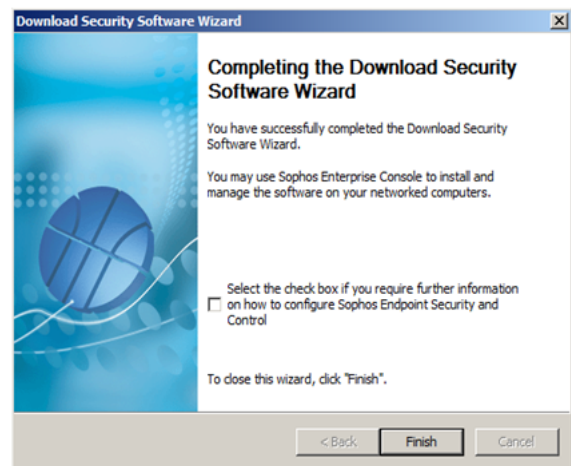 Download Security Software Wizard
Completing the Download Security
Software Wizard
You have successfully completed the Download Security
Software Wizard.
You may use Sophos Enterprise Console to install and
manage the software on your networked computers.
Select the check box if you require further information
on how to configure Sophos Endpoint Security and
Control
To close this wizard, click "Finish".
< Back
Finish
Cancel